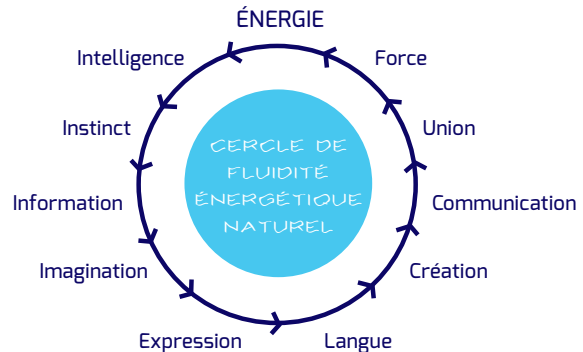 ÉNERGIE
Intelligence
Force
Instinct
Union
CERCLE DE
FLUIDITÉ
ÉNERGÉTIQUE
NATUREL
Information
Communication
Imagination
Création
Expression
Langue